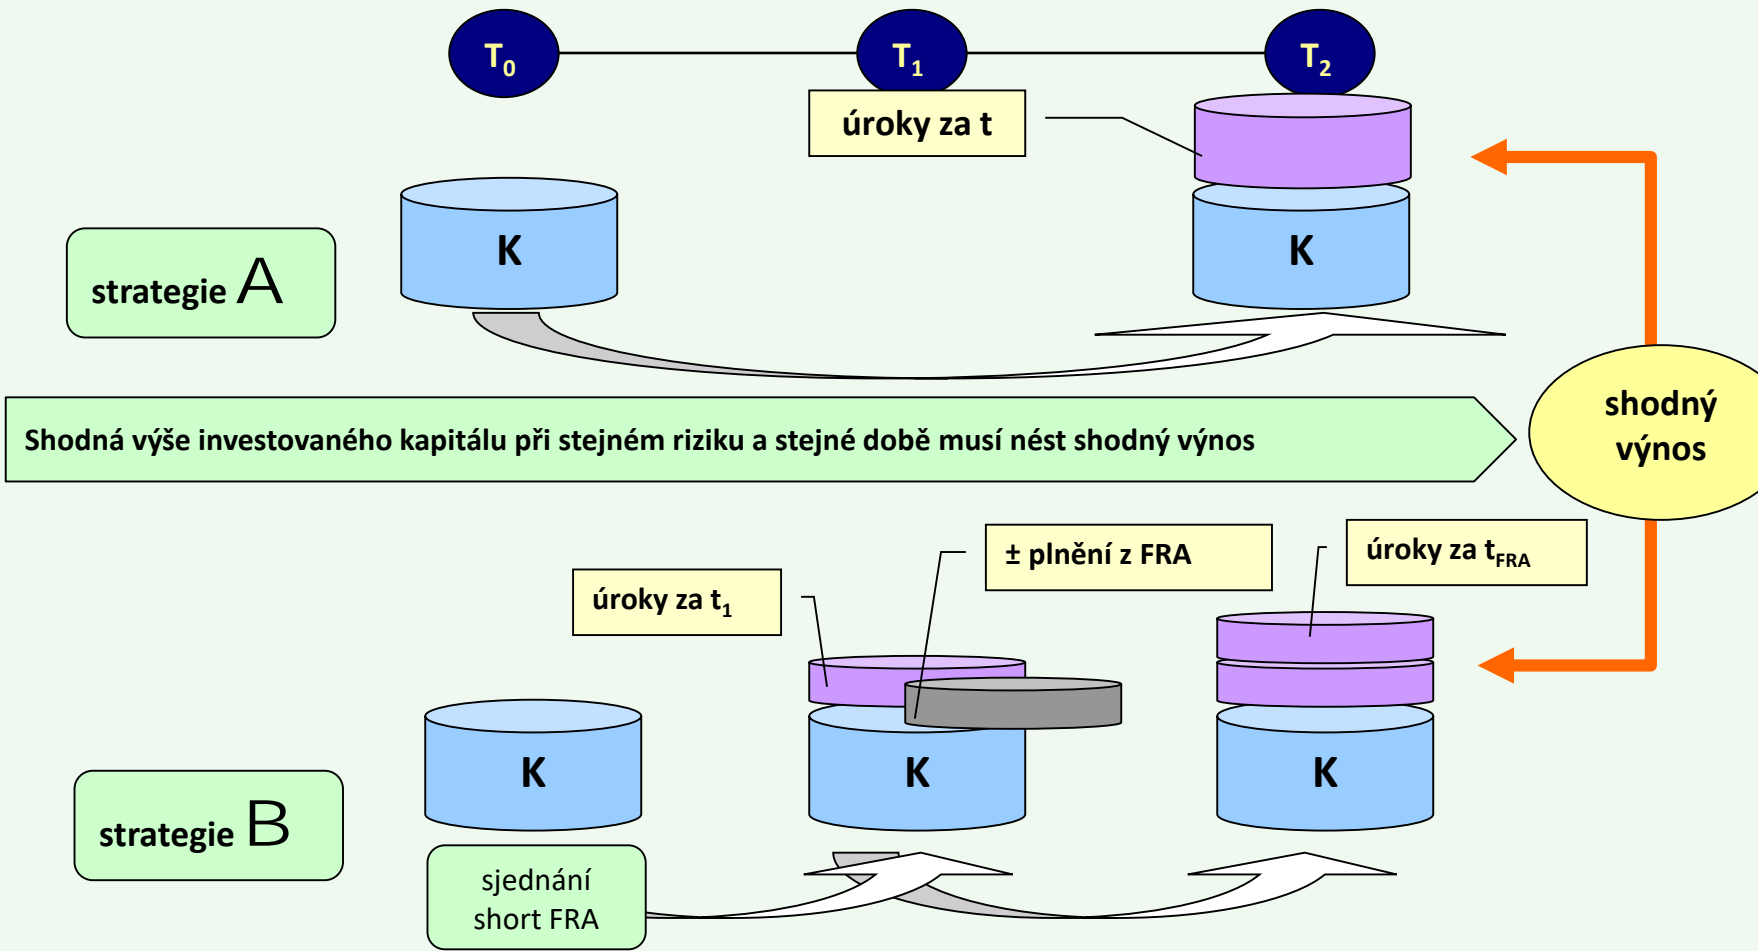 T0
T1
T2
úroky za t
K
K
strategie A
Shodná výše investovaného kapitálu při stejném riziku a stejné době musí nést shodný výnos
shodný
výnos
± plnění z FRA
úroky za tFRA
úroky za t1
K
K
K
strategie B
sjednání
short FRA